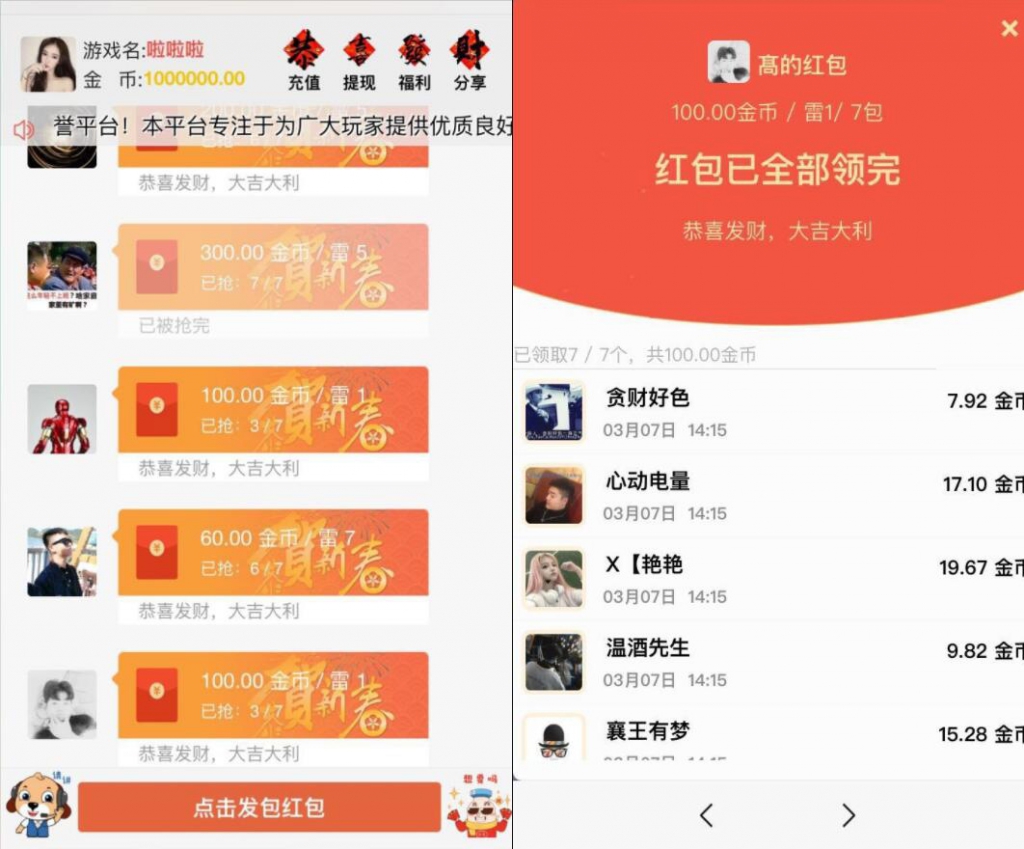 游戏名:啦啦啦
金 币:1000000.00
恭 喜 發 财
充值 提现 福利 分享
誉平台！本平台专注于为广大玩家提供优质良好
恭喜发财，大吉大利
300.00 金币 / 雷 5
已抢：7 / 7
已被抢完
100.00 金币 / 雷 1
已抢：3 / 7
恭喜发财，大吉大利
60.00 金币 / 雷 7
已抢：6 / 7
恭喜发财，大吉大利
100.00 金币 / 雷 1
已抢：3 / 7
恭喜发财，大吉大利
点击发包红包
想要吗
髙的红包
100.00金币 / 雷1/ 7包
红包已全部领完
恭喜发财，大吉大利
已领取7 / 7个，共100.00金币
贪财好色
7.92 金币
03月07日 14:15
心动电量
17.10 金币
03月07日 14:15
X【艳艳
19.67 金币
03月07日 14:15
温酒先生
9.82 金币
03月07日 14:15
襄王有梦
15.28 金币